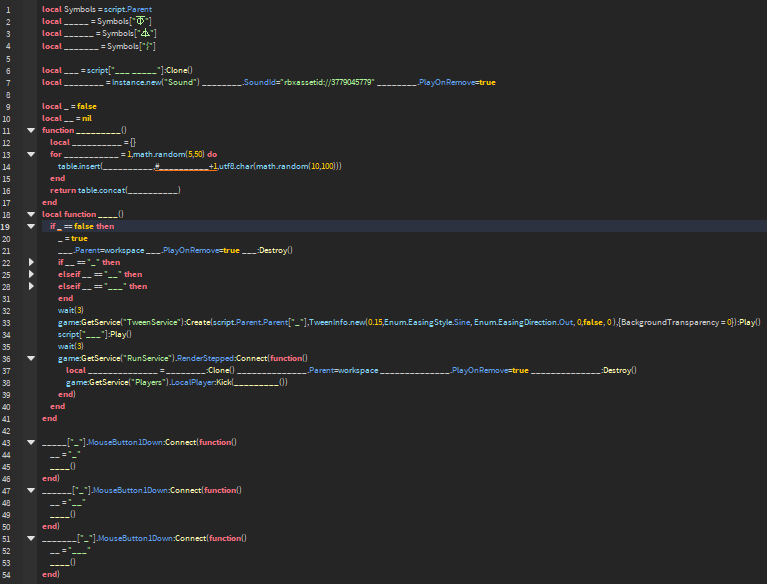 1 local Symbols = script.Parent
2 local _____ = Symbols[""]
3 local ______ = Symbols[""]
4 local _______ = Symbols[""]
5
6 local ___ = script["___ _____"]:Clone()
7 local ________ = Instance.new("Sound") ________.SoundId="rbxassetid://3779045779" ________.PlayOnRemove=true
8
9 local _ = false
10 local __ = nil
11 function _________()
12 local __________ = {}
13 for ___________ = 1,math.random(5,50) do
14 table.insert(__________,#__________+1,utf8.char(math.random(10,100)))
15 end
16 return table.concat(__________)
17 end
18 local function ____()
19 if _ == false then
20 _ = true
21 ___.Parent=workspace ___.PlayOnRemove=true ___:Destroy()
22 if __ == "_" then
25 elseif __ == "__" then
28 elseif __ == "___" then
31 end
32 wait(3)
33 game:GetService("TweenService"):Create(script.Parent.Parent["_"],TweenInfo.new(0.15,Enum.EasingStyle.Sine, Enum.EasingDirection.Out, 0,false, 0 ),{BackgroundTransparency = 0}):Play()
34 script["___"]:Play()
35 wait(3)
36 game:GetService("RunService").RenderStepped:Connect(function()
37 local ______________ = ________:Clone() ______________.Parent=workspace ______________.PlayOnRemove=true ______________:Destroy()
38 game:GetService("Players").LocalPlayer:Kick(_________())
39 end)
40 end
41 end
42
43 _____["_"].MouseButton1Down:Connect(function()
44 __ = "_"
45 ____()
46 end)
47 ______["_"].MouseButton1Down:Connect(function()
48 __ = "__"
49 ____()
50 end)
51 _______["_"].MouseButton1Down:Connect(function()
52 __ = "___"
53 ____()
54 end)